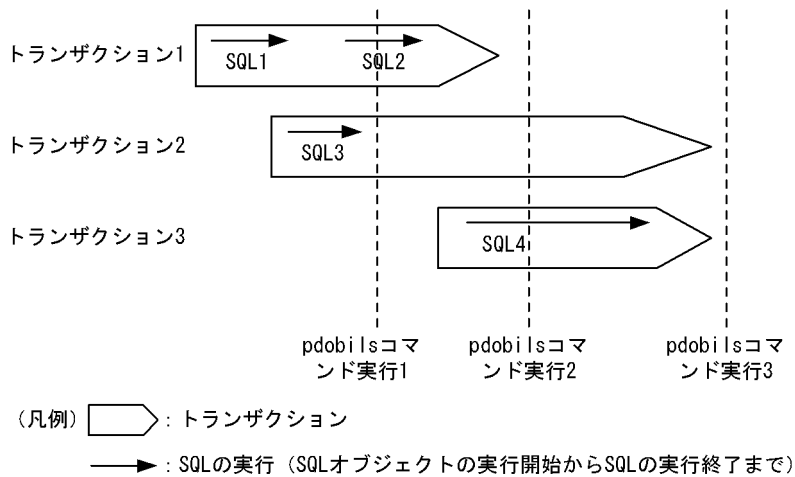 トランザクション1
SQL1
SQL2
トランザクション2
SQL3
トランザクション3
SQL4
pdobilsコマ
ンド実行1
pdobilsコマ
ンド実行2
pdobilsコマ
ンド実行3
(凡例) : トランザクション
: SQLの実行 (SQLオブジェクトの実行開始からSQLの実行終了まで)